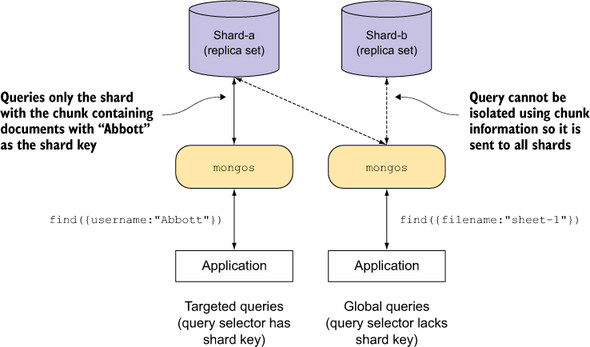 Shard-a
(replica set)
Shard-b
(replica set)
Queries only the shard
with the chunk containing
documents with “Abbott”
as the shard key
Query cannot be
isolated using chunk
information so it is
sent to all shards
mongos
mongos
find({username:"Abbott"})
find({filename:"sheet-1"})
Application
Application
Targeted queries
(query selector has
shard key)
Global queries
(query selector lacks
shard key)